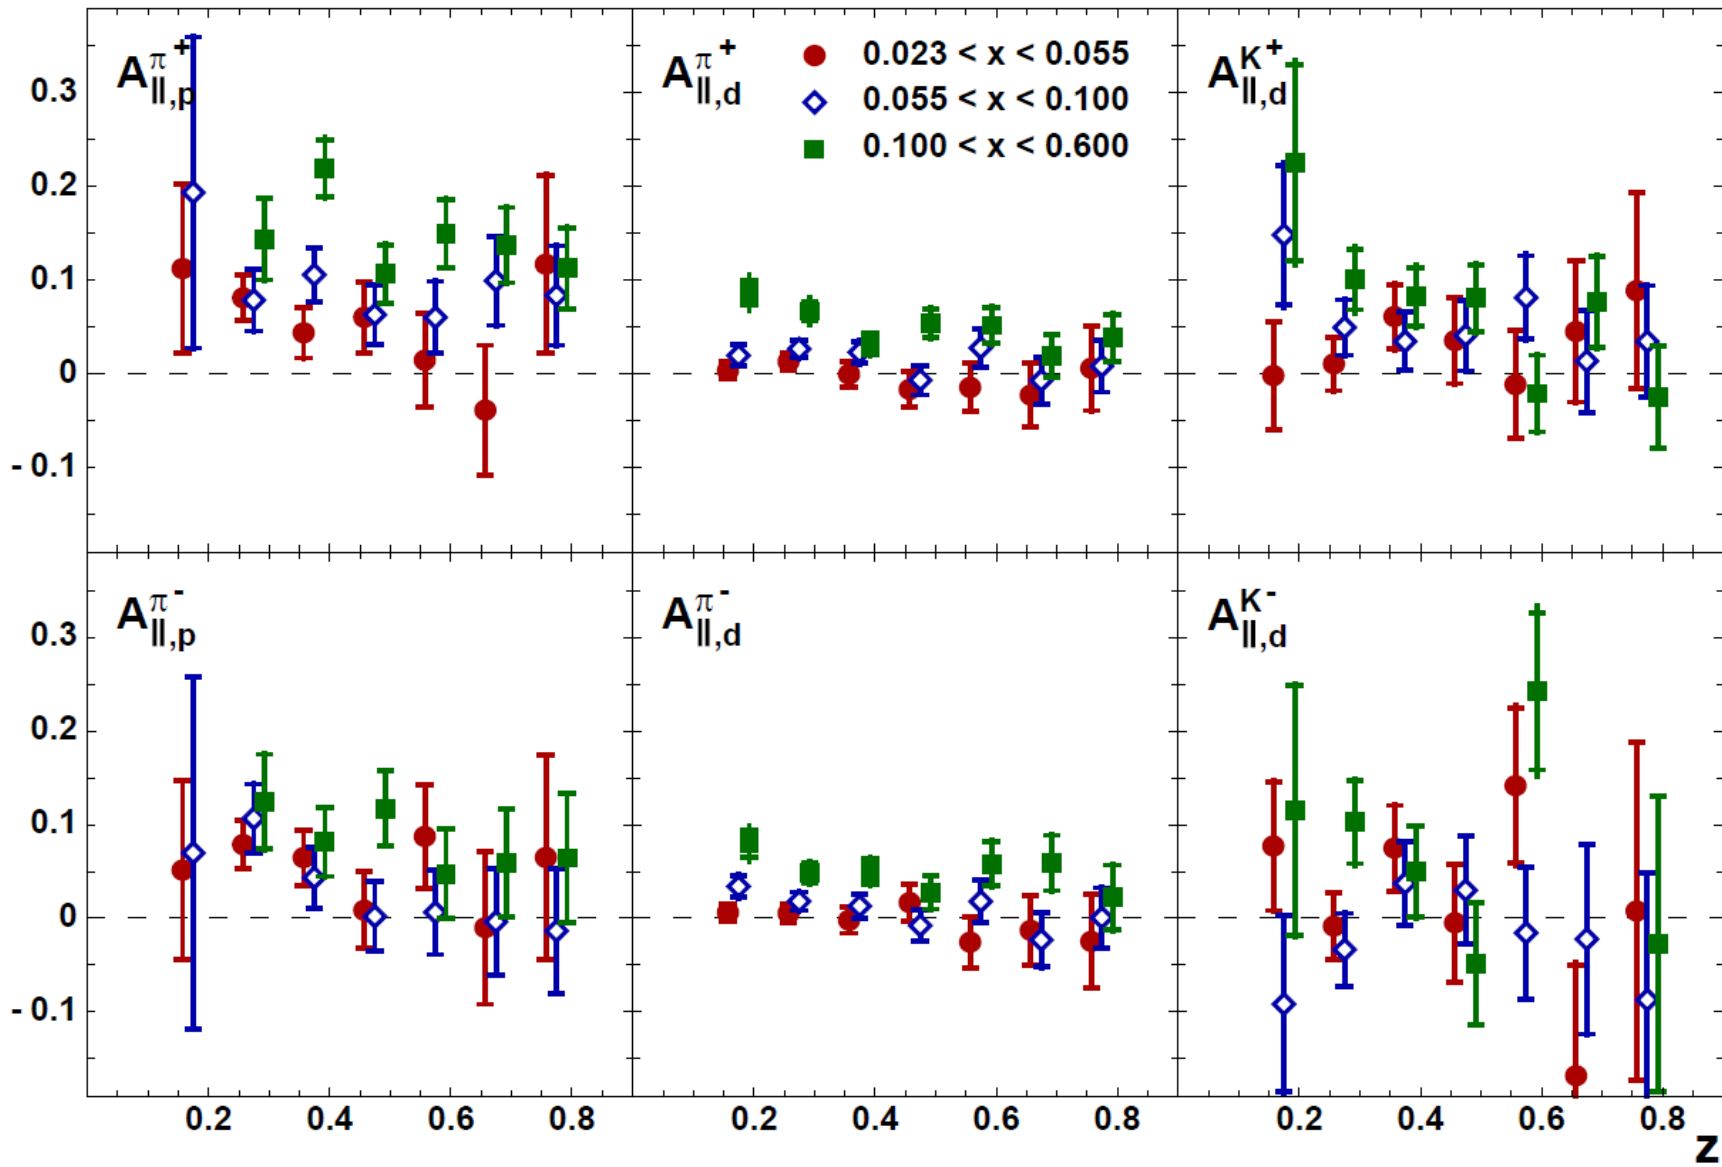 A∥,p^π+
A∥,d^π+
0.023 < x < 0.055
0.055 < x < 0.100
0.100 < x < 0.600
A∥,d^K+
0.3
0.2
0.1
0
- 0.1
A∥,p^π-
A∥,d^π-
A∥,d^K-
0.3
0.2
0.1
0
- 0.1
0.2 0.4 0.6 0.8 0.2 0.4 0.6 0.8 0.2 0.4 0.6 0.8
z